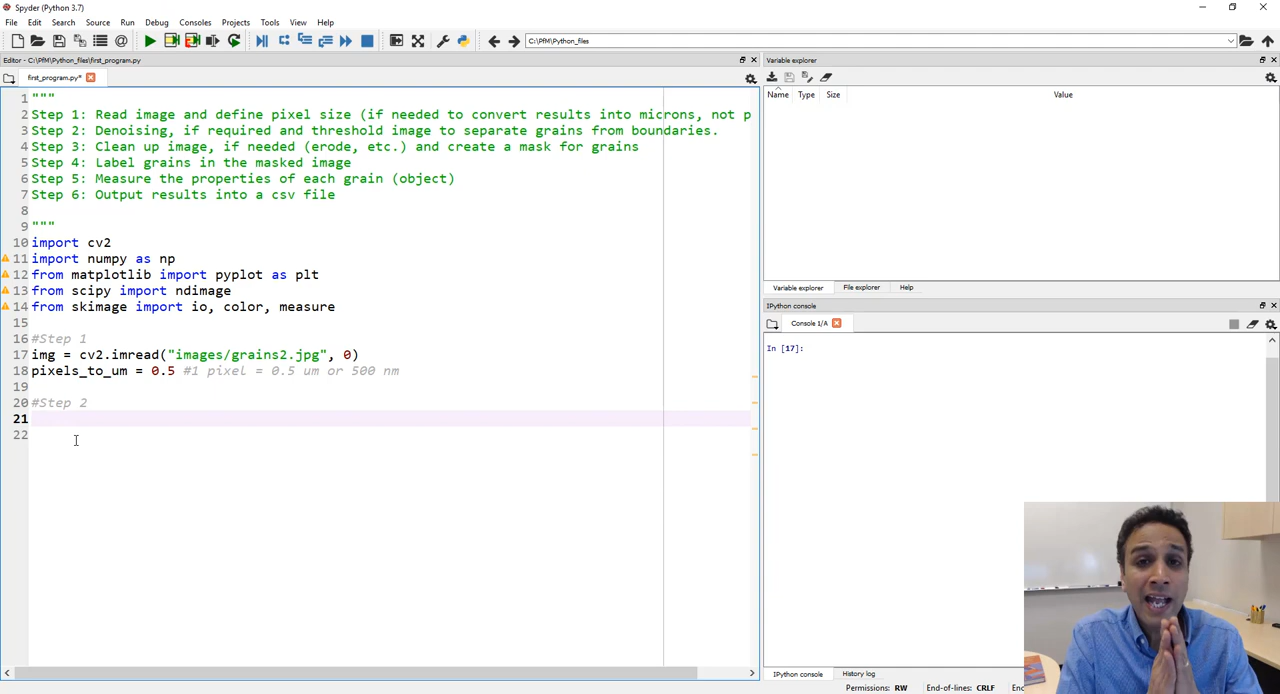 Spyder (Python 3.7)
File Edit Search Source Run Debug Consoles Projects Tools View Help
C:\PfM\Python_files
Editor - C:\PfM\Python_files\first_program.py
first_program.py*
1 """
2 Step 1: Read image and define pixel size (if needed to convert results into microns, not p
3 Step 2: Denoising, if required and threshold image to separate grains from boundaries.
4 Step 3: Clean up image, if needed (erode, etc.) and create a mask for grains
5 Step 4: Label grains in the masked image
6 Step 5: Measure the properties of each grain (object)
7 Step 6: Output results into a csv file
8
9 """
10 import cv2
11 import numpy as np
12 from matplotlib import pyplot as plt
13 from scipy import ndimage
14 from skimage import io, color, measure
15
16 #Step 1
17 img = cv2.imread("images/grains2.jpg", 0)
18 pixels_to_um = 0.5 #1 pixel = 0.5 um or 500 nm
19
20 #Step 2
21
22
Variable explorer
Name Type Size Value
Variable explorer File explorer Help
IPython console
Console 1/A
In [17]:
IPython console History log
Permissions: RW End-of-lines: CRLF Enc